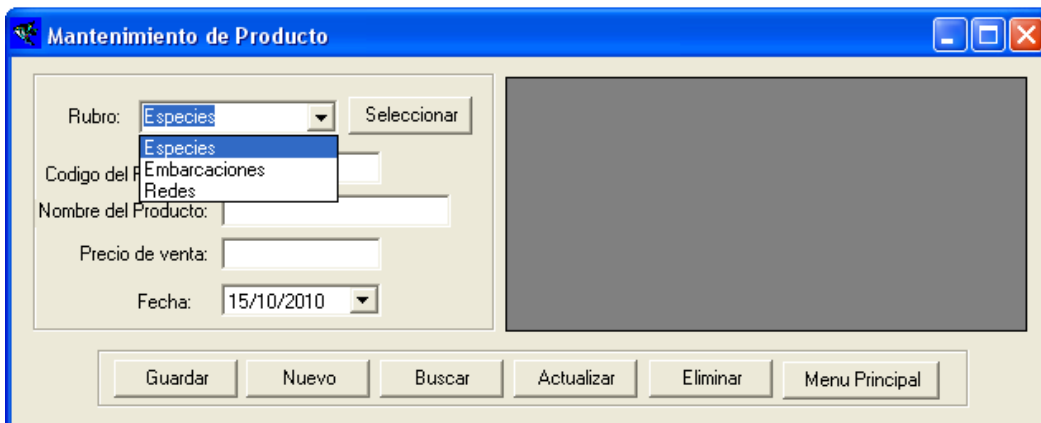 Mantenimiento de Producto
Rubro: Especies Seleccionar
Especies
Embarcaciones
Redes
Codigo del
Nombre del Producto:
Precio de venta:
Fecha: 15/10/2010
Guardar Nuevo Buscar Actualizar Eliminar Menu Principal